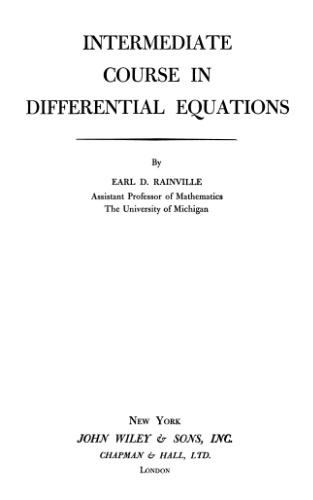 INTERMEDIATE
COURSE IN
DIFFERENTIAL EQUATIONS
By
EARL D. RAINVILLE
Assistant Professor of Mathematics
The University of Michigan
NEW YORK
JOHN WILEY & SONS, INC.
CHAPMAN & HALL, LTD.
LONDON